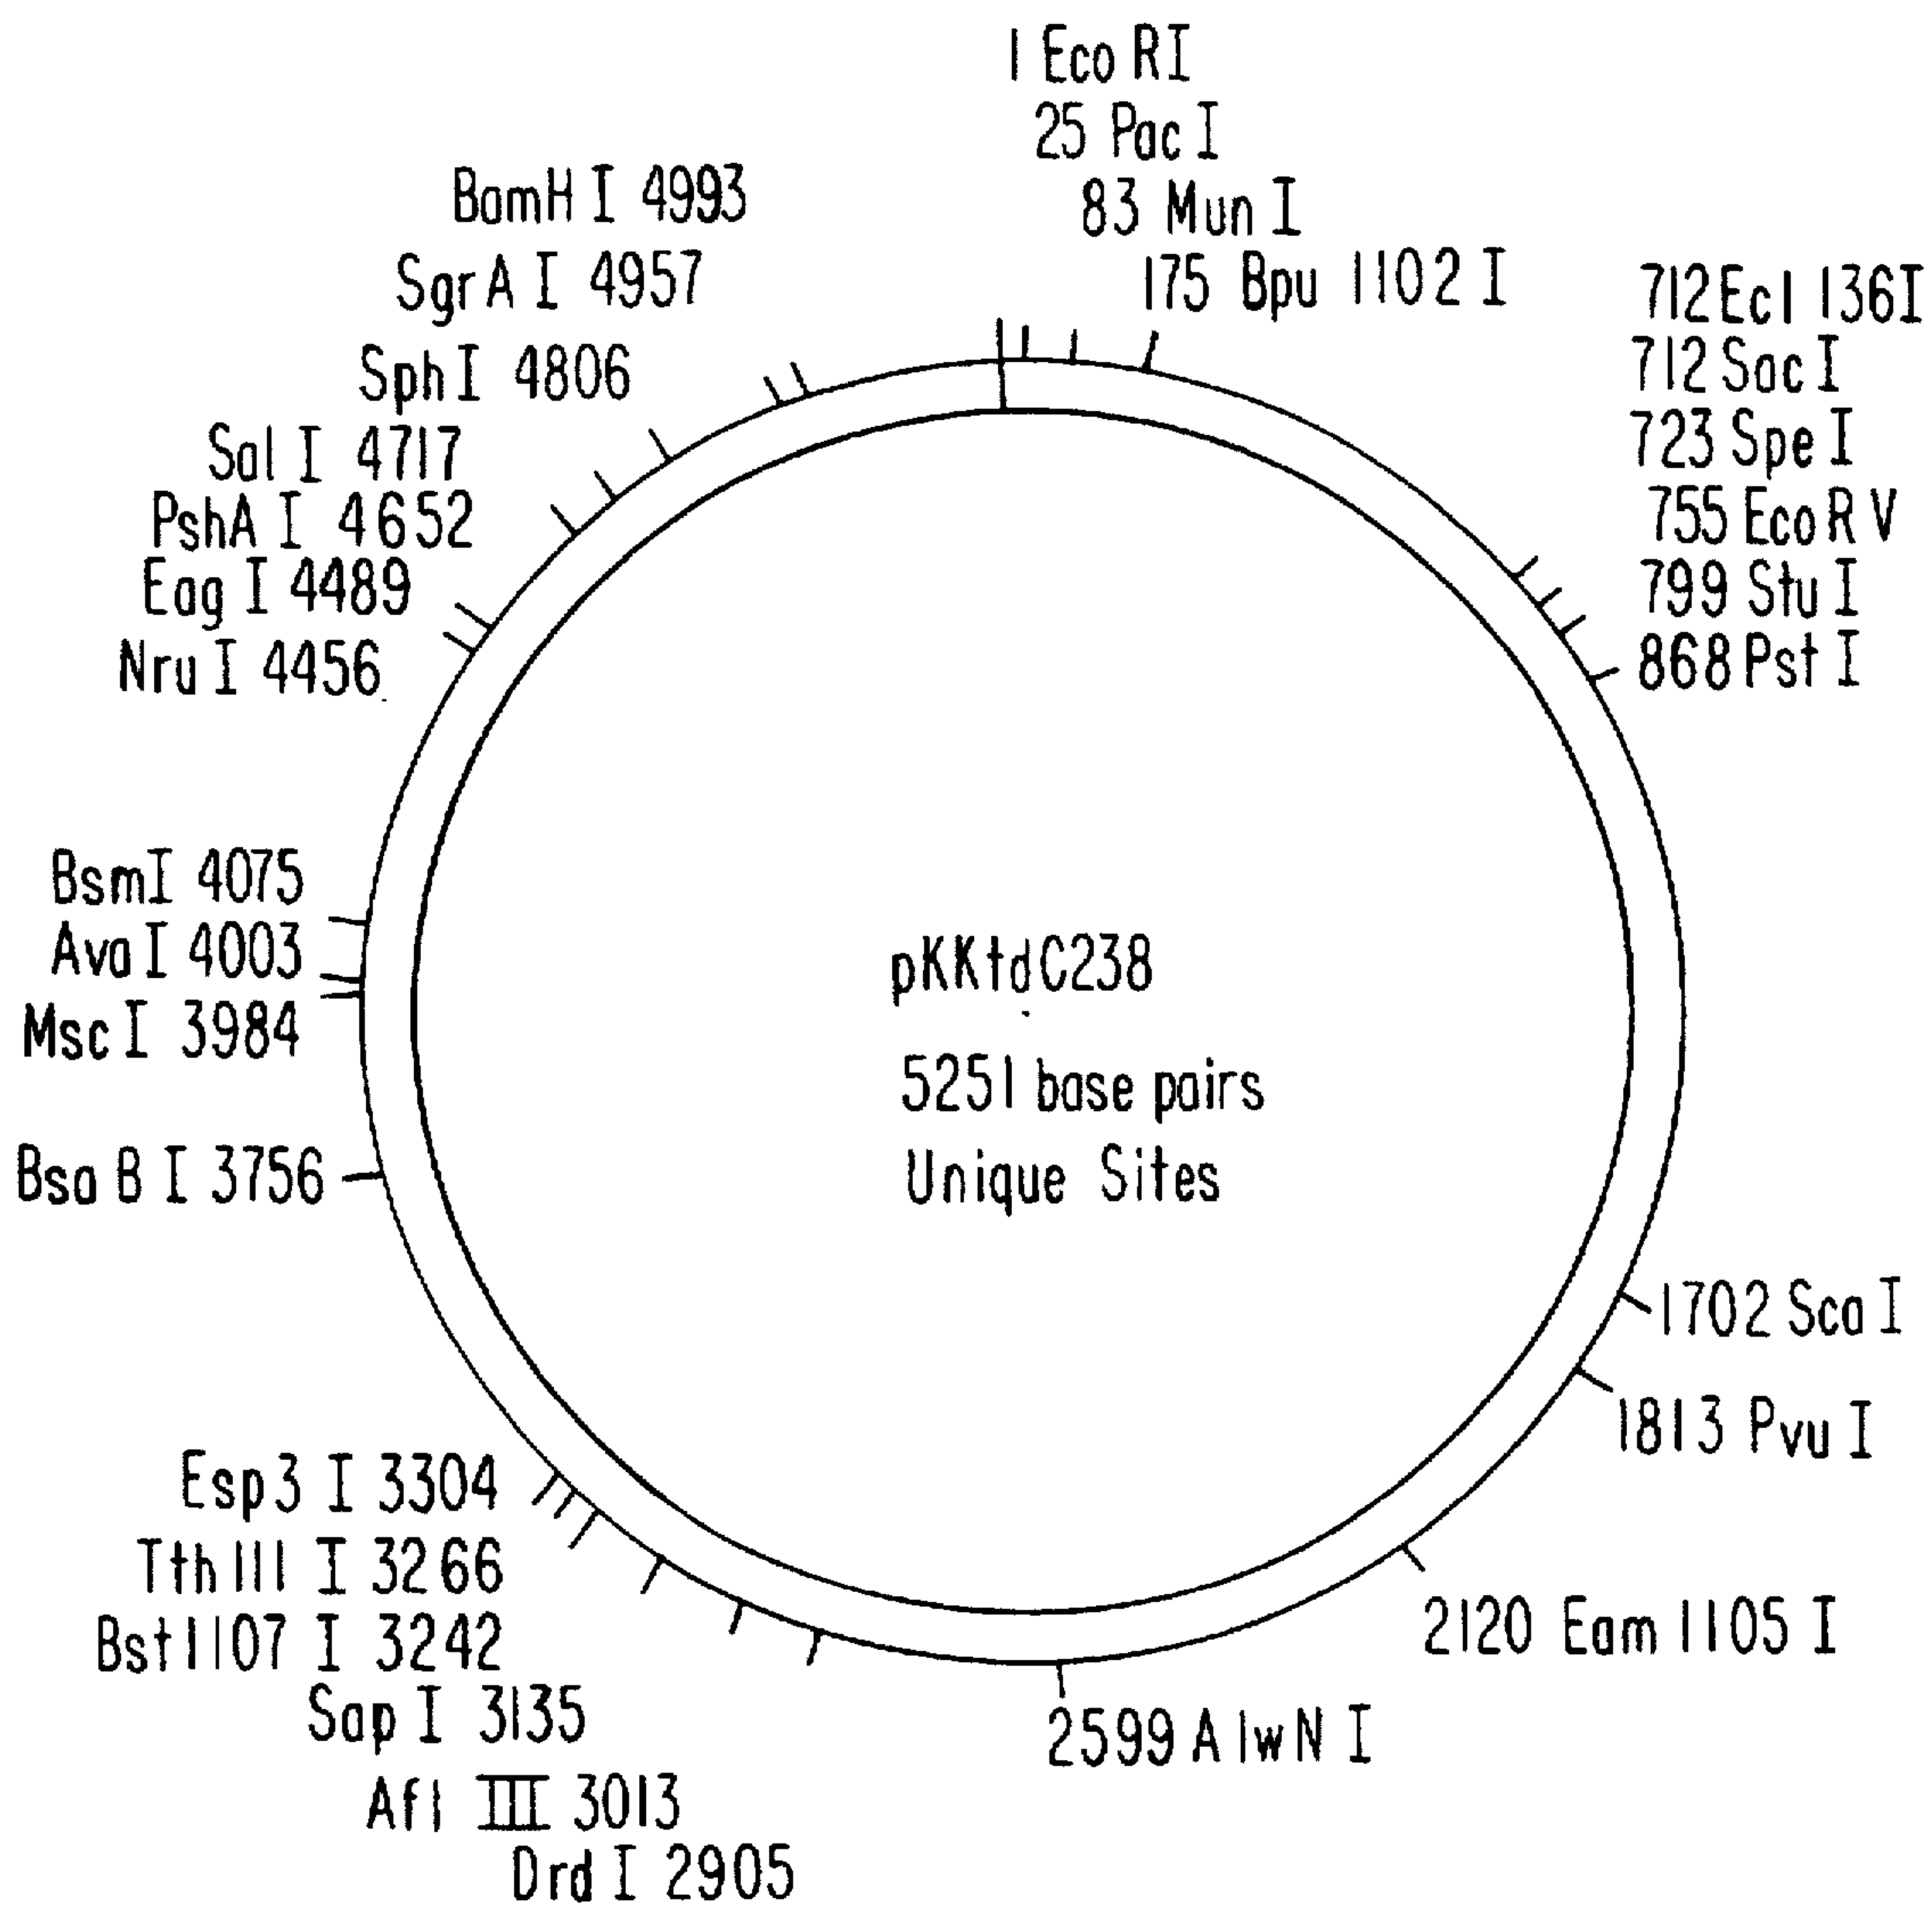 1 Eco RI
25 Pac I
83 Mun I
175 Bpu 1102 I
712 Ecl 136 I
712 Sac I
723 Spe I
755 Eco R V
799 Stu I
868 Pst I
1702 Sca I
1813 Pvu I
2120 Eam 1105 I
2599 AlwN I
BamH I 4993
SgrA I 4957
Sph I 4806
Sal I 4717
PshA I 4652
Eag I 4489
Nru I 4456
Bsm I 4075
Ava I 4003
Msc I 3984
Bsa B I 3756
Esp3 I 3304
Tth111 I 3266
Bst1107 I 3242
Sap I 3135
Afl III 3013
Drd I 2905
pKKtdC238
5251 base pairs
Unique Sites